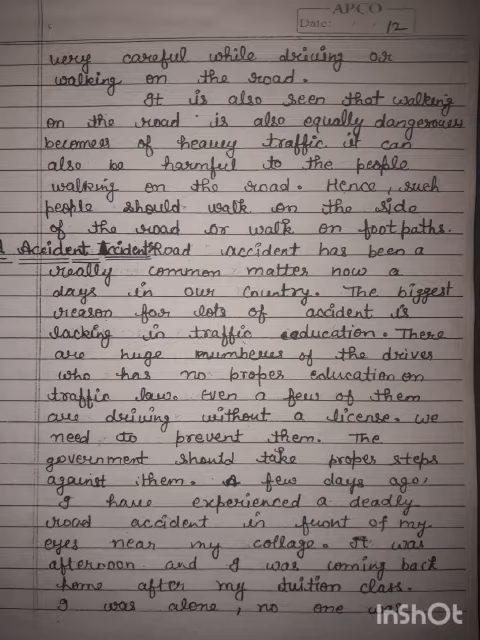 APCO
Date: / / 12
very careful while driving or
walking on the road.
It is also seen that walking
on the road is also equally dangerous
becomes of heavey traffic it can
also be harmful to the people
walking on the road. Hence, such
people should walk on the side
of the road or walk on footpaths.
Accident Incidents Road accident has been a
really common matter now a
days in our Country. The biggest
reason for lots of accident is
lacking in traffic education. There
are huge numbers of the drives
who has no proper education on
traffic law. Even a few of them
are driving without a license. we
need to prevent them. The
government should take proper steps
against them. A few days ago,
I have experienced a deadly
road accident in fruont of my
eyes near my collage. It was
afternoon and I was coming back
home after my tuition class.
I was alone, no one was
InShOt